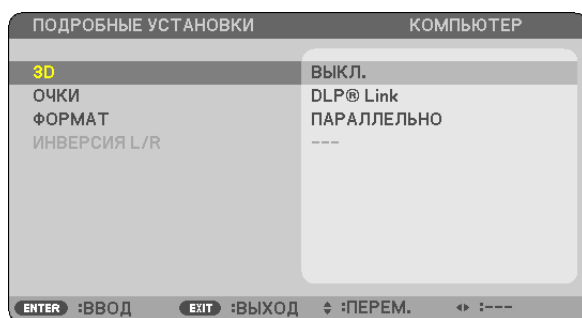 ПОДРОБНЫЕ УСТАНОВКИ КОМПЬЮТЕР
3D ВЫКЛ.
ОЧКИ DLP® Link
ФОРМАТ ПАРАЛЛЕЛЬНО
ИНВЕРСИЯ L/R ---
ENTER :ВВОД EXIT :ВЫХОД :ПЕРЕМ. :---